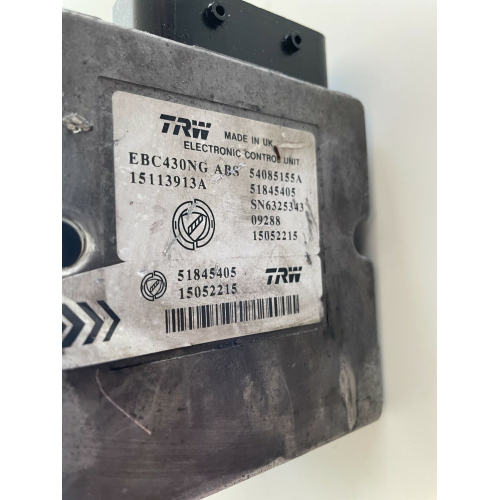 TRW MADE IN UK
ELECTRONIC CONTROL UNIT
EBC430NG ABS 54085155A
15113913A 51845405
SN6325343
09288
15052215
51845405 TRW
15052215